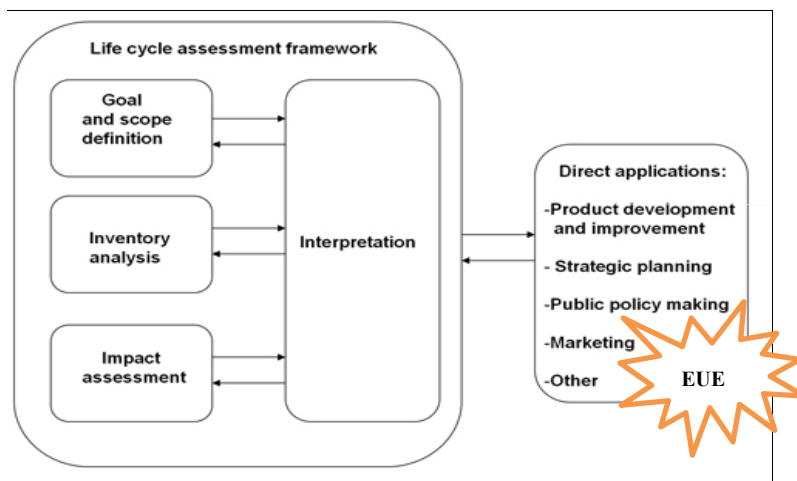 Life cycle assessment framework
Goal
and scope
definition
Inventory
analysis
Impact
assessment
Interpretation
Direct applications:
-Product development
and improvement
- Strategic planning
-Public policy making
-Marketing
-Other
EUE